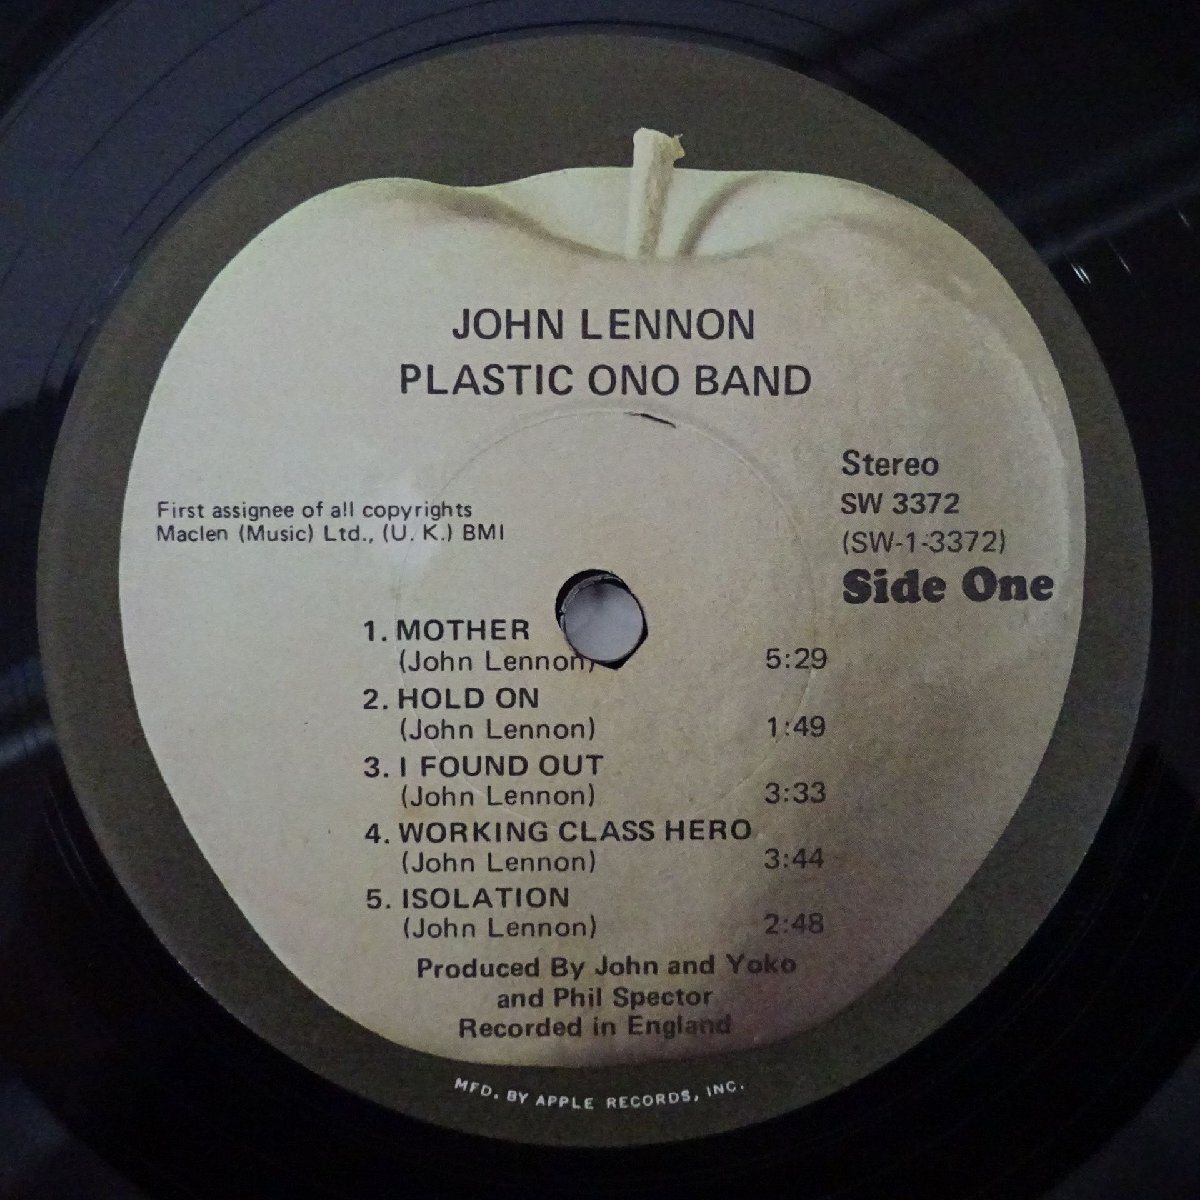 JOHN LENNON
PLASTIC ONO BAND
Stereo
SW 3372
(SW-1-3372)
Side One
First assignee of all copyrights
Maclen (Music) Ltd., (U. K.) BMI
1. MOTHER
(John Lennon) 5:29
2. HOLD ON
(John Lennon) 1:49
3. I FOUND OUT
(John Lennon) 3:33
4. WORKING CLASS HERO
(John Lennon) 3:44
5. ISOLATION
(John Lennon) 2:48
Produced By John and Yoko
and Phil Spector
Recorded in England
MFD. BY APPLE RECORDS, INC.